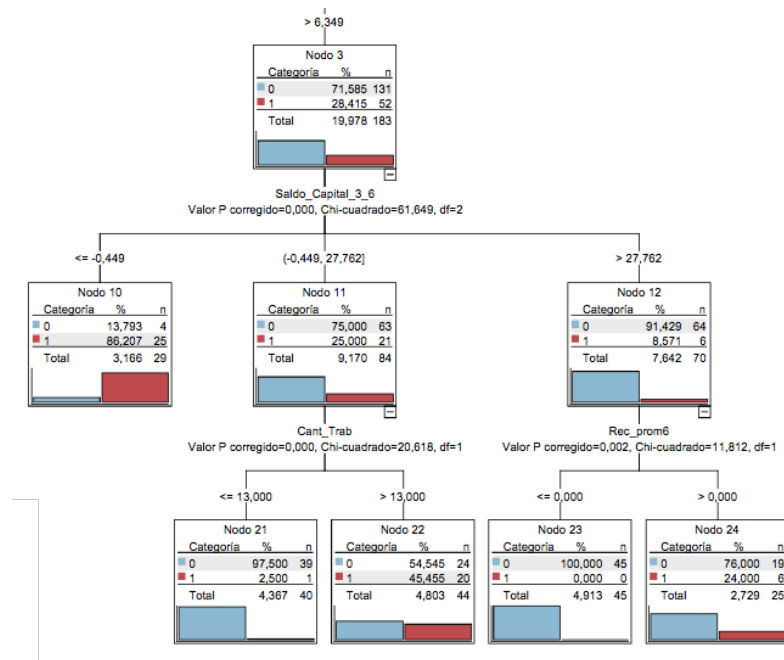 > 6,349
Nodo 3
Categoría % n
0 71,585 131
1 28,415 52
Total 19,978 183
Saldo_Capital_3_6
Valor P corregido=0,000, Chi-cuadrado=61,649, df=2
<= -0,449
(-0,449, 27,762]
> 27,762
Nodo 10
Categoría % n
0 13,793 4
1 86,207 25
Total 3,166 29
Nodo 11
Categoría % n
0 75,000 63
1 25,000 21
Total 9,170 84
Nodo 12
Categoría % n
0 91,429 64
1 8,571 6
Total 7,642 70
Cant_Trab
Valor P corregido=0,000, Chi-cuadrado=20,618, df=1
Rec_prom6
Valor P corregido=0,002, Chi-cuadrado=11,812, df=1
<= 13,000
> 13,000
<= 0,000
> 0,000
Nodo 21
Categoría % n
0 97,500 39
1 2,500 1
Total 4,367 40
Nodo 22
Categoría % n
0 54,545 24
1 45,455 20
Total 4,803 44
Nodo 23
Categoría % n
0 100,000 45
1 0,000 0
Total 4,913 45
Nodo 24
Categoría % n
0 76,000 19
1 24,000 6
Total 2,729 25